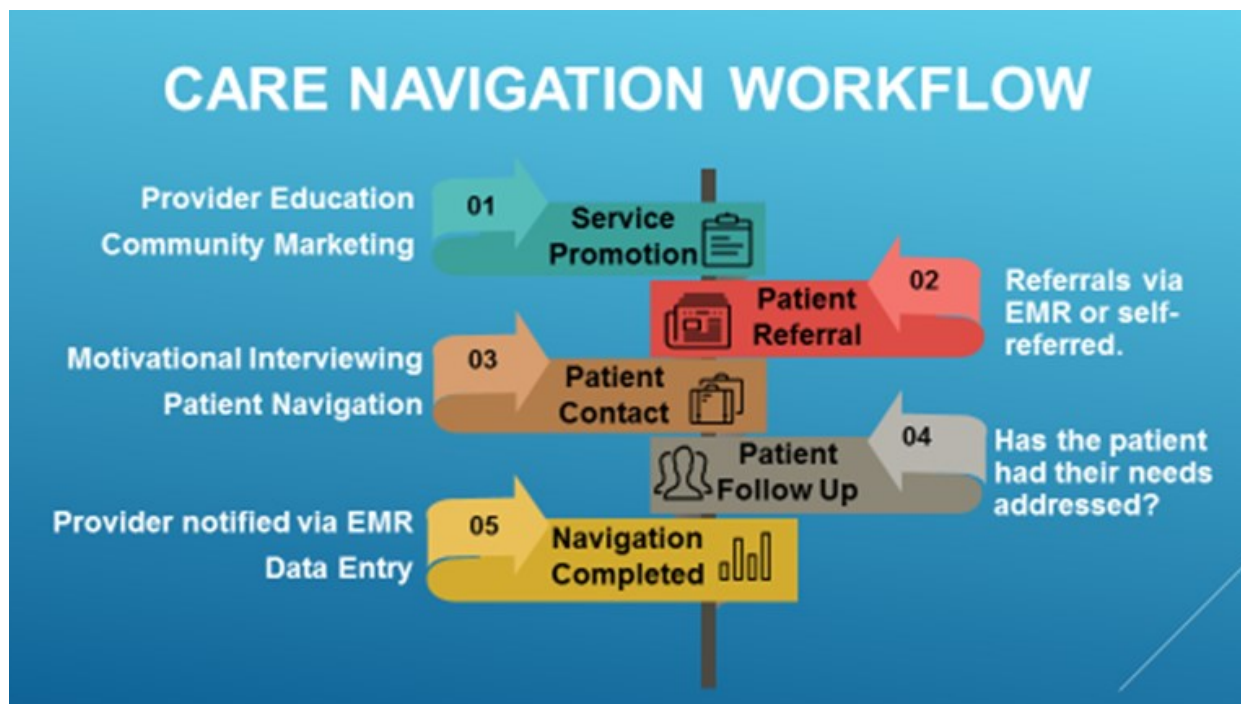 CARE NAVIGATION WORKFLOW
Provider Education
Community Marketing
01
Service
Promotion
02
Patient
Referral
Referrals via
EMR or self-
referred.
Motivational Interviewing
Patient Navigation
03
Patient
Contact
04
Patient
Follow Up
Has the patient
had their needs
addressed?
Provider notified via EMR
Data Entry
05
Navigation
Completed